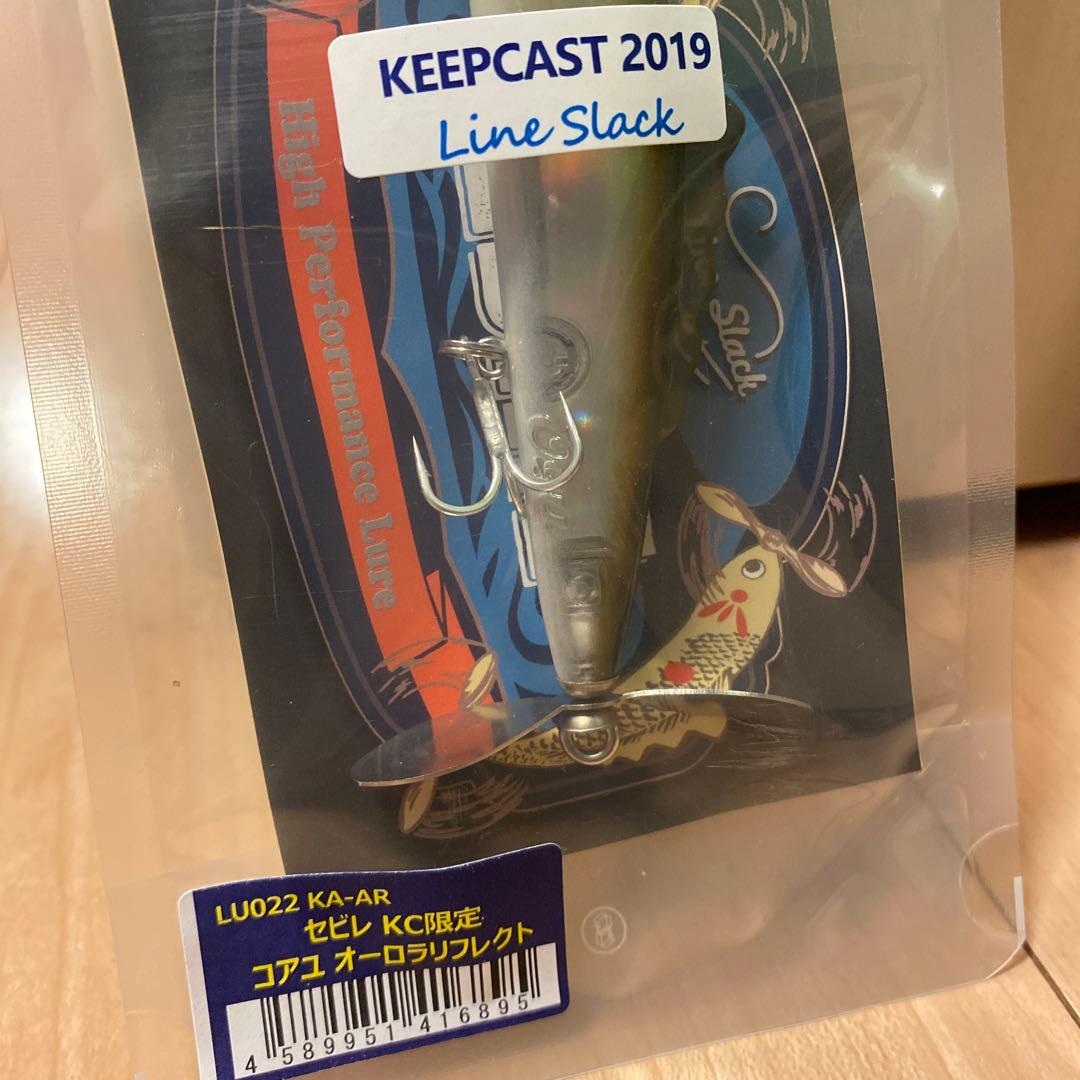 KEEPCAST 2019
Line Slack
High Performance Lure
Line
Slack
LU022 KA-AR
セビレ KC限定
コアユ オーロラリフレクト
4 589951 416895